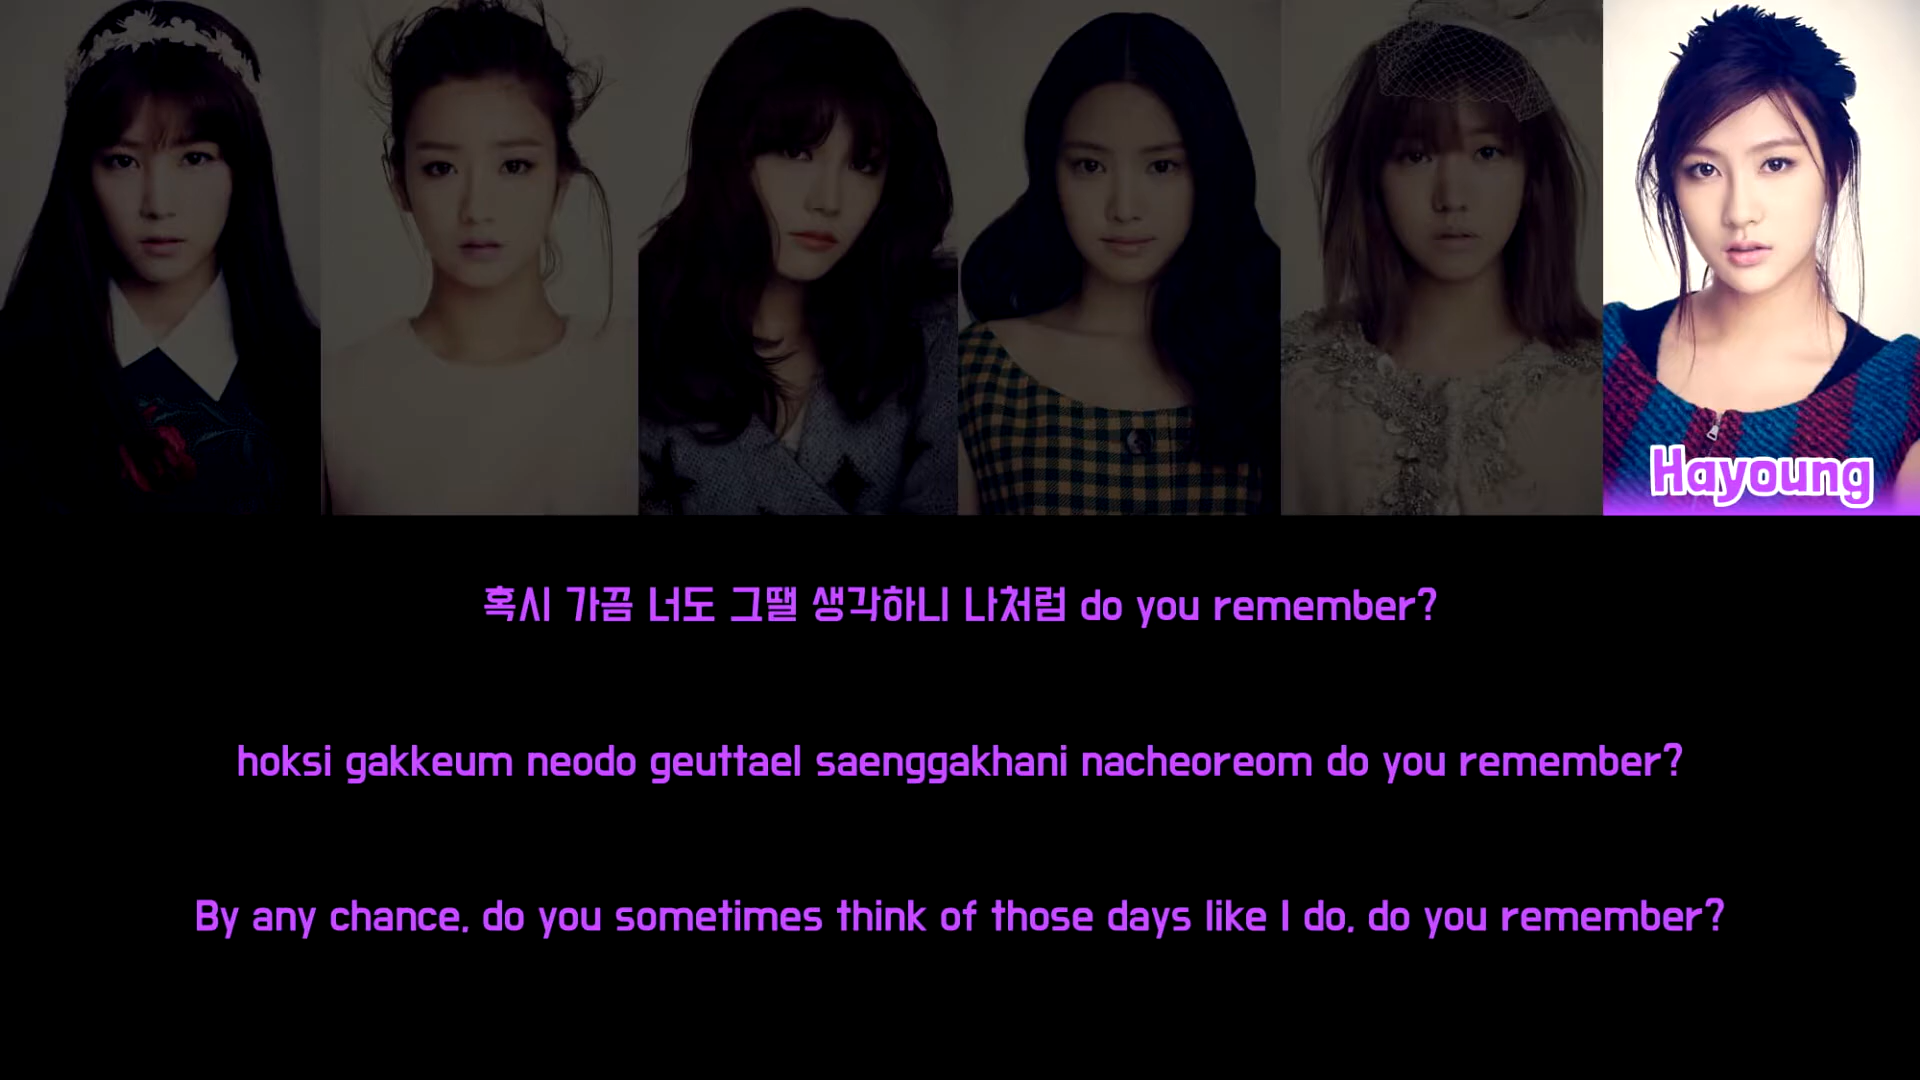 Hayoung
혹시 가끔 너도 그땔 생각하니 나처럼 do you remember?
hoksi gakkeum neodo geuttael saenggakhani nacheoreom do you remember?
By any chance, do you sometimes think of those days like I do, do you remember?